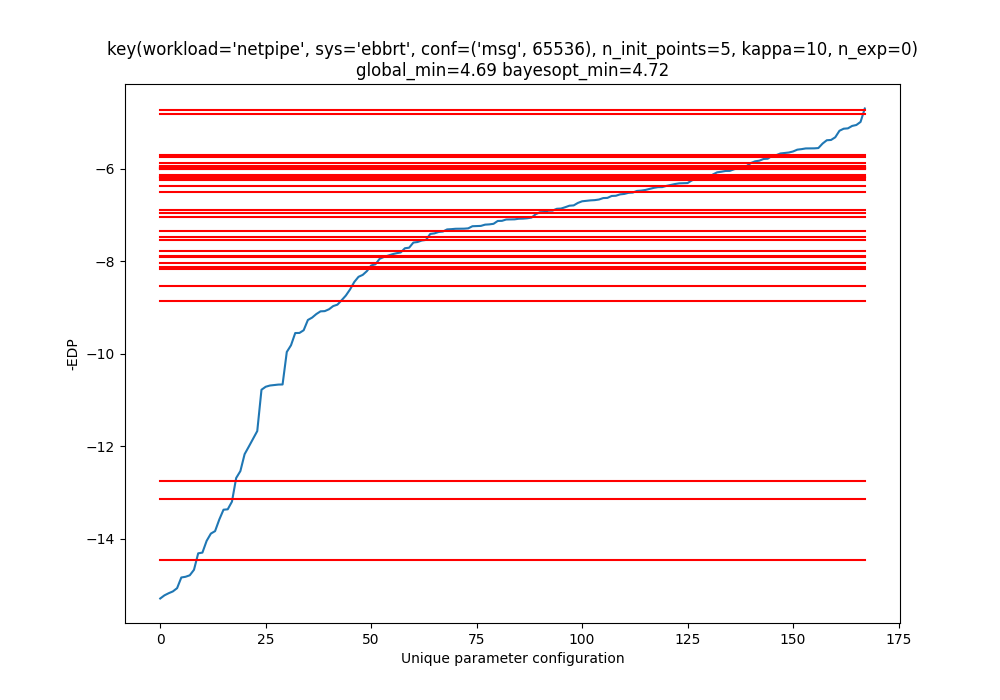 key(workload='netpipe', sys='ebbrt', conf=('msg', 65536), n_init_points=5, kappa=10, n_exp=0)
global_min=4.69 bayesopt_min=4.72
−6
−8
−10
−12
−14
-EDP
0 25 50 75 100 125 150 175
Unique parameter configuration